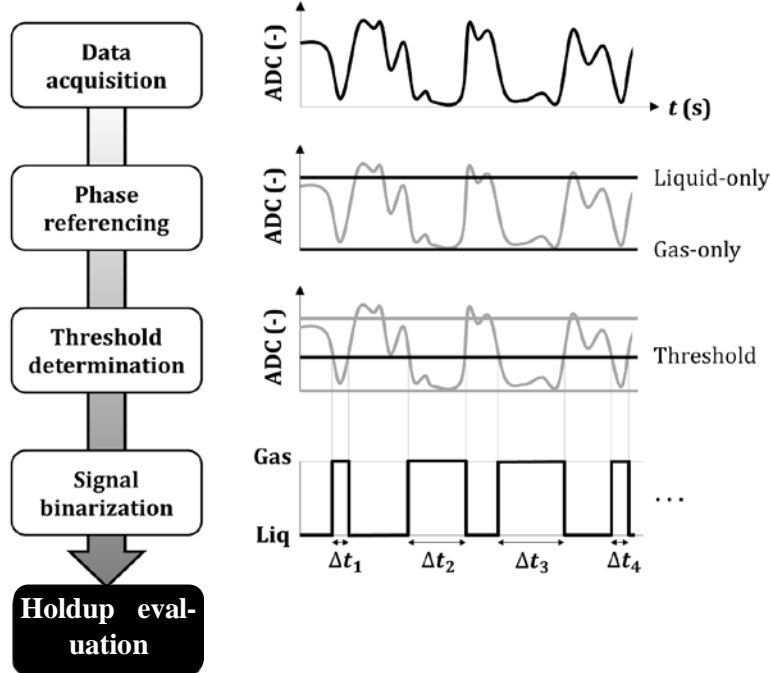 Data
acquisition
ADC (-)
t (s)
Phase
referencing
ADC (-)
Liquid-only
Gas-only
Threshold
determination
ADC (-)
Threshold
Signal
binarization
Gas
Liq
...
Δt₁
Δt₂
Δt₃
Δt₄
Holdup eval-
uation